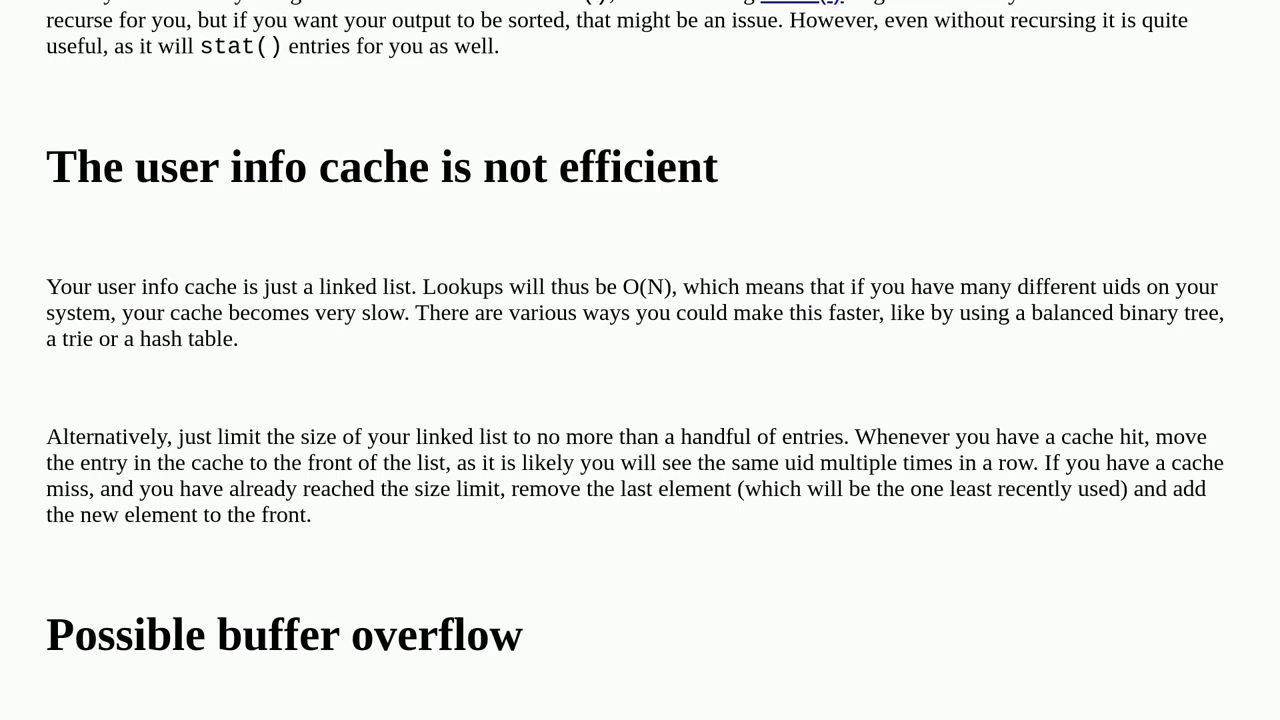 recurse for you, but if you want your output to be sorted, that might be an issue. However, even without recursing it is quite
useful, as it will stat() entries for you as well.
The user info cache is not efficient
Your user info cache is just a linked list. Lookups will thus be O(N), which means that if you have many different uids on your
system, your cache becomes very slow. There are various ways you could make this faster, like by using a balanced binary tree,
a trie or a hash table.
Alternatively, just limit the size of your linked list to no more than a handful of entries. Whenever you have a cache hit, move
the entry in the cache to the front of the list, as it is likely you will see the same uid multiple times in a row. If you have a cache
miss, and you have already reached the size limit, remove the last element (which will be the one least recently used) and add
the new element to the front.
Possible buffer overflow